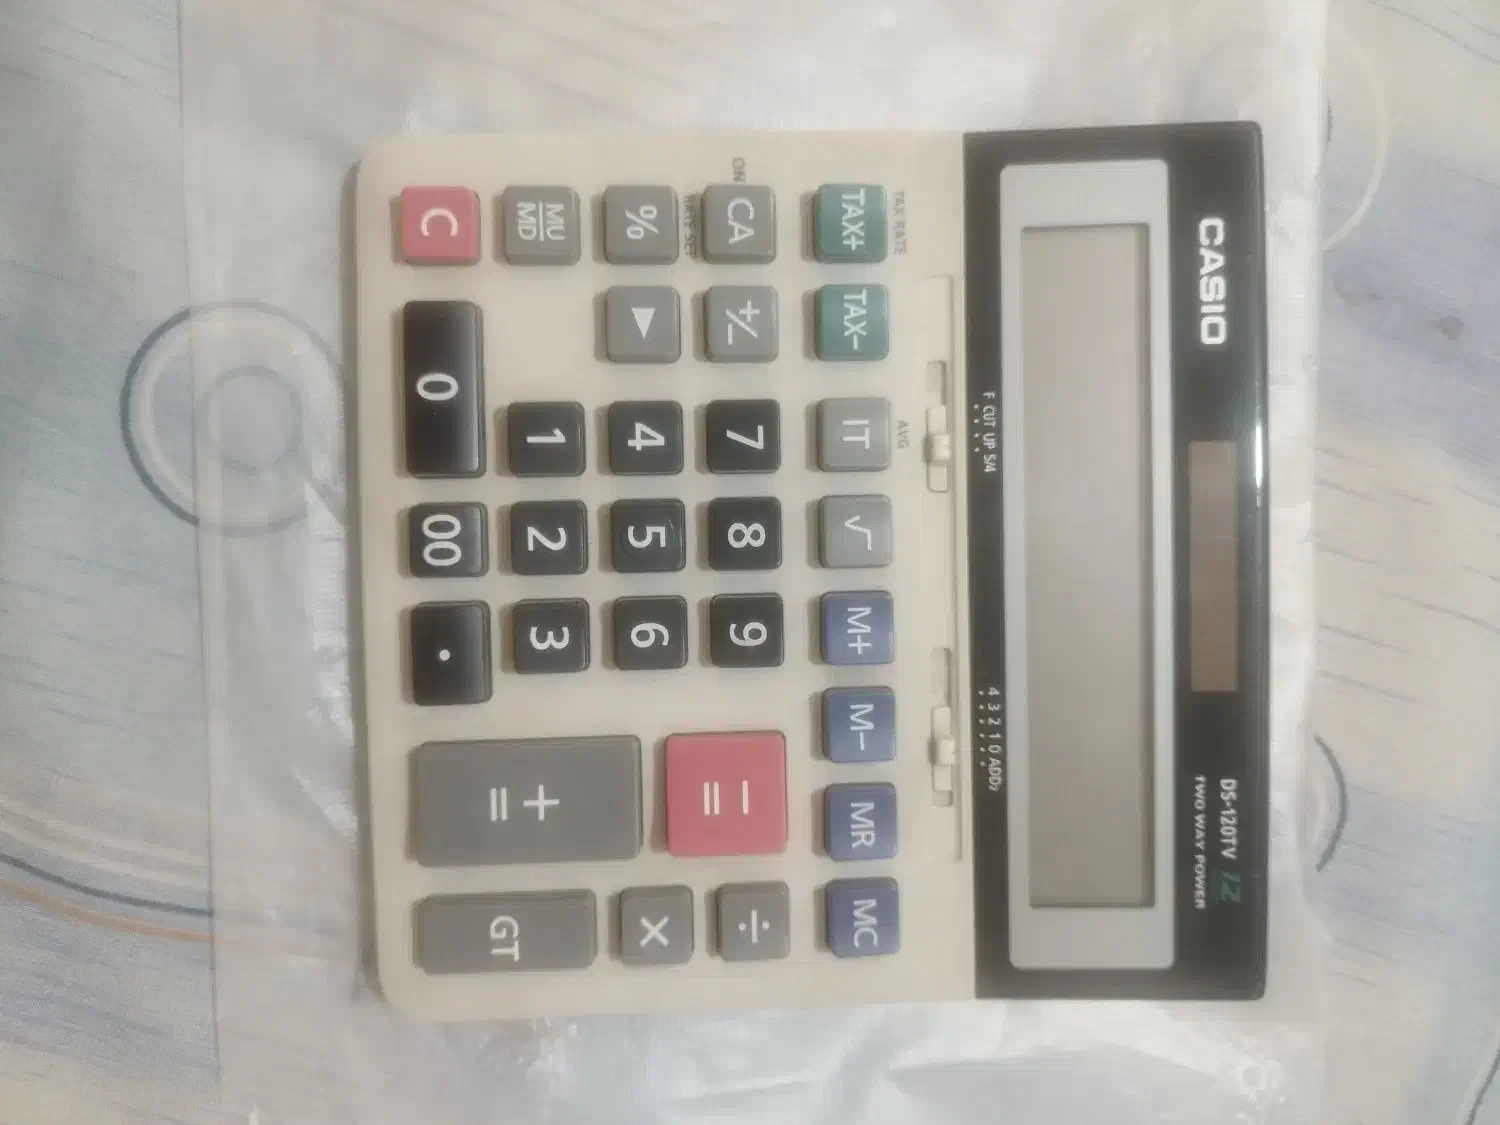 CASIO
DS-120TV 12
TWO WAY POWER
F CUT UP 5/4
4 3 2 1 0 ADD₂
TAX RATE
AVG
TAX+ TAX− IT √ M+ M− MR MC
ON
CA +/− 7 8 9 −= ÷
RATE SET
% ▶ 4 5 6 += ×
MU MD 1 2 3
C 0 00 . GT